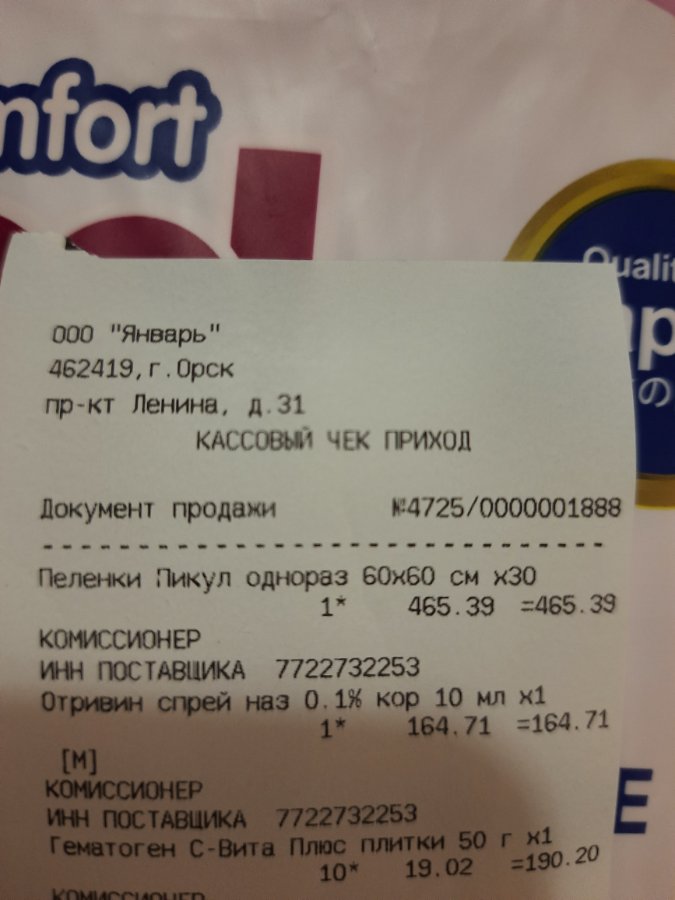 mfort
Qualit
ООО "Январь"
462419,г.Орск
пр-кт Ленина, д.31
КАССОВЫЙ ЧЕК ПРИХОД
Документ продажи №4725/0000001888
Пеленки Пикул однораз 60х60 см х30
1* 465.39 =465.39
КОМИССИОНЕР
ИНН ПОСТАВЩИКА 7722732253
Отривин спрей наз 0.1% кор 10 мл х1
1* 164.71 =164.71
[М]
КОМИССИОНЕР
ИНН ПОСТАВЩИКА 7722732253
Гематоген С-Вита Плюс плитки 50 г х1
10* 19.02 =190.20
КОМИССИОНЕР